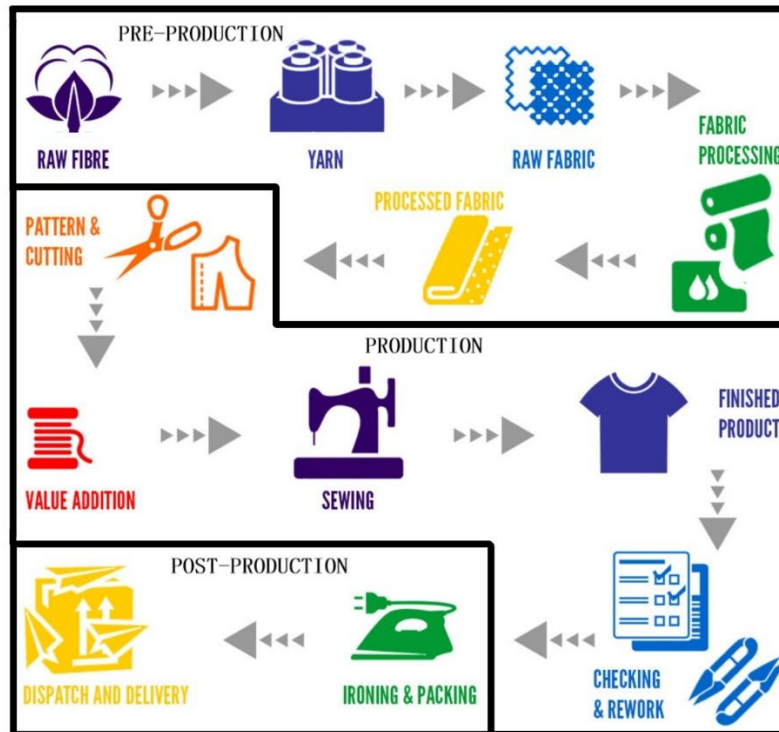 PRE-PRODUCTION
RAW FIBRE
YARN
RAW FABRIC
FABRIC
PROCESSING
PROCESSED FABRIC
PATTERN &
CUTTING
PRODUCTION
VALUE ADDITION
SEWING
FINISHED
PRODUCT
CHECKING
& REWORK
POST-PRODUCTION
IRONING & PACKING
DISPATCH AND DELIVERY